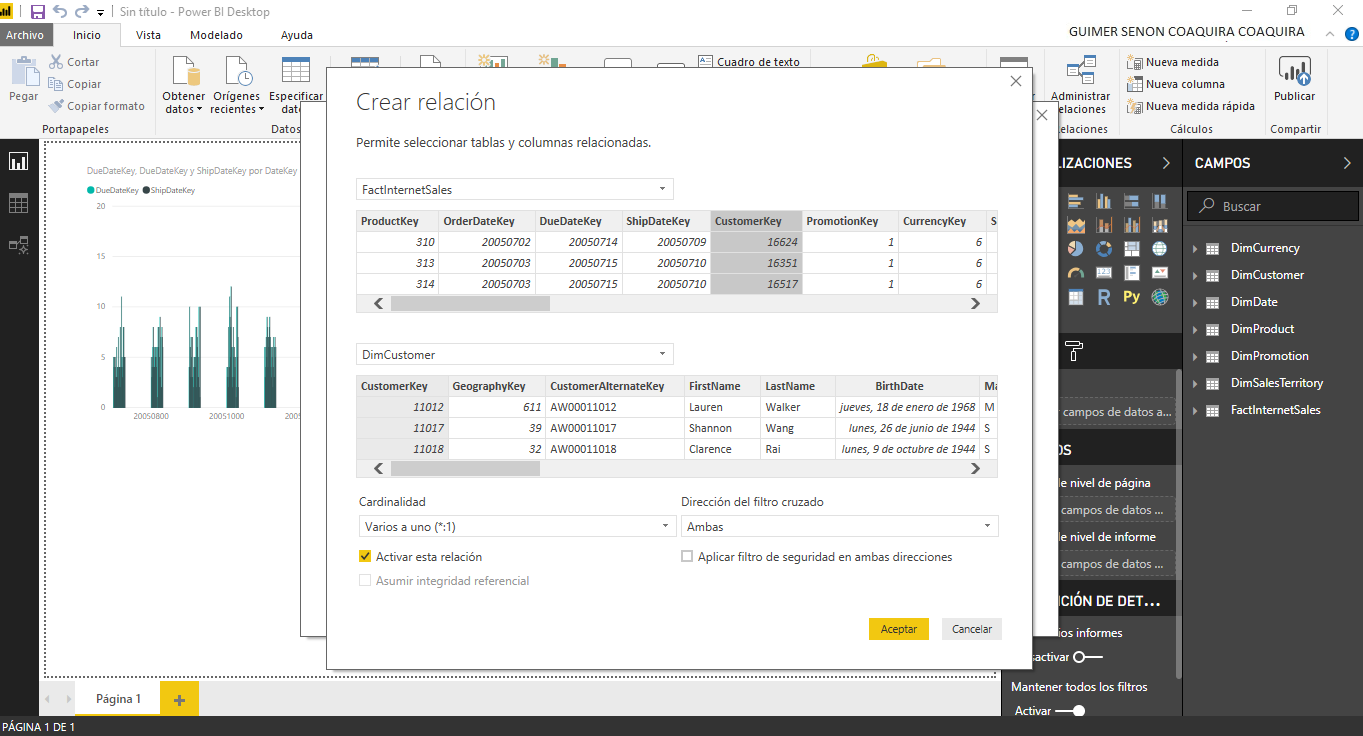 Sin título - Power BI Desktop
Archivo Inicio Vista Modelado Ayuda GUIMER SENON COAQUIRA COAQUIRA
Pegar
Cortar
Copiar
Copiar formato
Portapapeles
Obtener datos
Orígenes recientes
Especificar
Datos
Cuadro de texto
Administrar
relaciones
Nueva medida
Nueva columna
Nueva medida rápida
Cálculos
Publicar
Compartir
DueDateKey, DueDateKey y ShipDateKey por DateKey
DueDateKey ShipDateKey
20
15
10
5
0
20050800 20051000
Crear relación
Permite seleccionar tablas y columnas relacionadas.
FactInternetSales
ProductKey OrderDateKey DueDateKey ShipDateKey CustomerKey PromotionKey CurrencyKey S
310 20050702 20050714 20050709 16624 1 6
313 20050703 20050715 20050710 16351 1 6
314 20050703 20050715 20050710 16517 1 6
DimCustomer
CustomerKey GeographyKey CustomerAlternateKey FirstName LastName BirthDate Ma
11012 611 AW00011012 Lauren Walker jueves, 18 de enero de 1968 M
11017 39 AW00011017 Shannon Wang lunes, 26 de junio de 1944 S
11018 32 AW00011018 Clarence Rai lunes, 9 de octubre de 1944 S
Cardinalidad Dirección del filtro cruzado
Varios a uno (*:1) Ambas
Activar esta relación Aplicar filtro de seguridad en ambas direcciones
Asumir integridad referencial
Aceptar Cancelar
LIZACIONES
R Py
campos de datos a...
OS
de nivel de página
campos de datos ...
de nivel de informe
campos de datos ...
CIÓN DE DET...
ios informes
activar
Mantener todos los filtros
Activar
CAMPOS
Buscar
DimCurrency
DimCustomer
DimDate
DimProduct
DimPromotion
DimSalesTerritory
FactInternetSales
Página 1
PÁGINA 1 DE 1